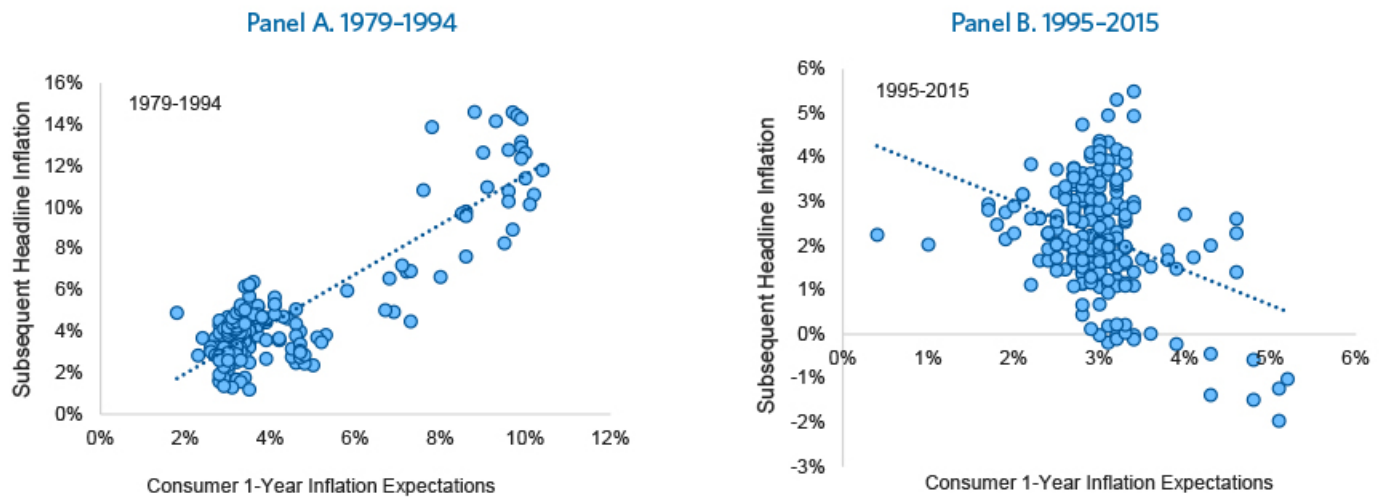 Panel A. 1979–1994
1979-1994
Subsequent Headline Inflation
16%
14%
12%
10%
8%
6%
4%
2%
0%
0% 2% 4% 6% 8% 10% 12%
Consumer 1-Year Inflation Expectations
Panel B. 1995–2015
1995-2015
Subsequent Headline Inflation
6%
5%
4%
3%
2%
1%
0%
-1%
-2%
-3%
0% 1% 2% 3% 4% 5% 6%
Consumer 1-Year Inflation Expectations